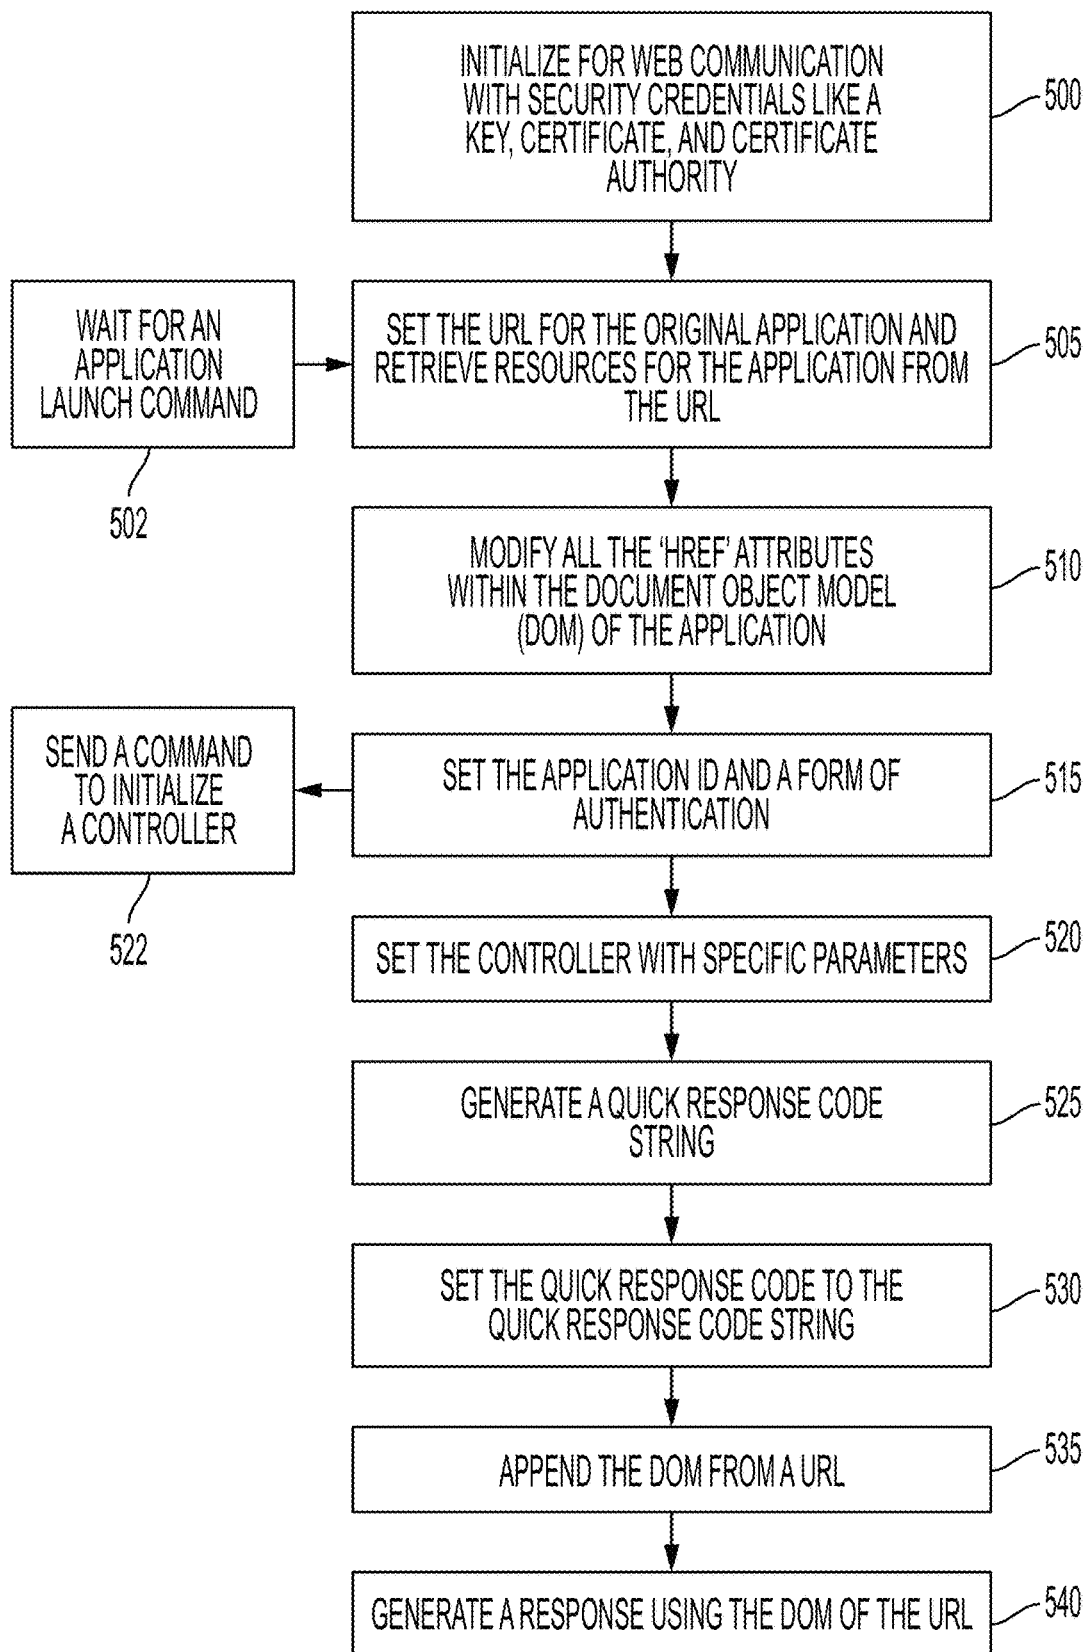 INITIALIZE FOR WEB COMMUNICATION
WITH SECURITY CREDENTIALS LIKE A
KEY, CERTIFICATE, AND CERTIFICATE
AUTHORITY
500
WAIT FOR AN
APPLICATION
LAUNCH COMMAND
502
SET THE URL FOR THE ORIGINAL APPLICATION AND
RETRIEVE RESOURCES FOR THE APPLICATION FROM
THE URL
505
MODIFY ALL THE ‘HREF’ ATTRIBUTES
WITHIN THE DOCUMENT OBJECT MODEL
(DOM) OF THE APPLICATION
510
SEND A COMMAND
TO INITIALIZE
A CONTROLLER
522
SET THE APPLICATION ID AND A FORM OF
AUTHENTICATION
515
SET THE CONTROLLER WITH SPECIFIC PARAMETERS
520
GENERATE A QUICK RESPONSE CODE
STRING
525
SET THE QUICK RESPONSE CODE TO THE
QUICK RESPONSE CODE STRING
530
APPEND THE DOM FROM A URL
535
GENERATE A RESPONSE USING THE DOM OF THE URL
540